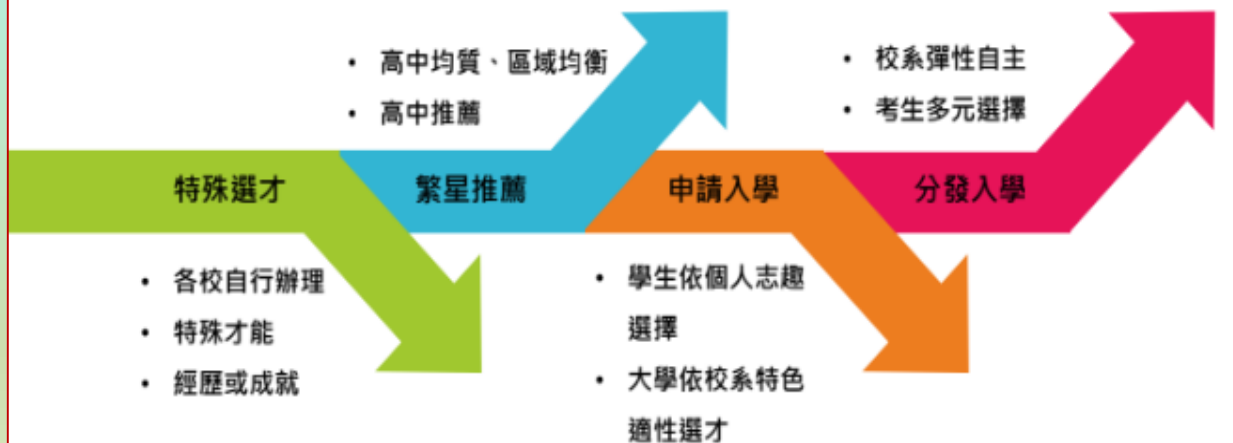 • 高中均質、區域均衡
• 高中推薦
• 校系彈性自主
• 考生多元選擇
特殊選才
繁星推薦
申請入學
分發入學
• 各校自行辦理
• 特殊才能
• 經歷或成就
• 學生依個人志趣
選擇
• 大學依校系特色
適性選才